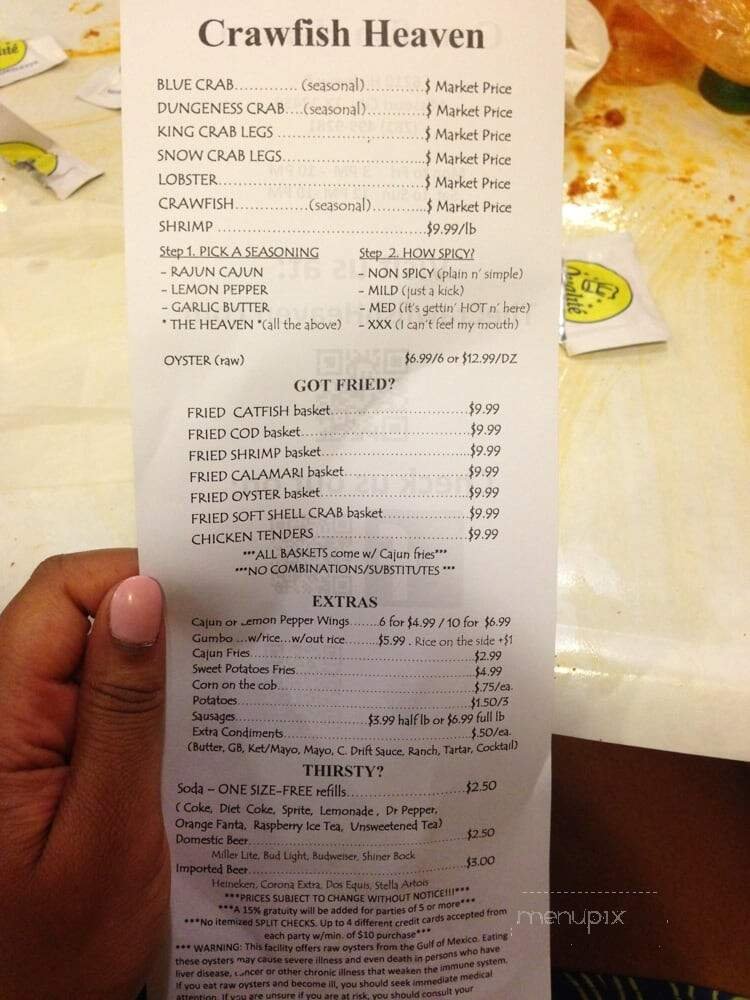 Crawfish Heaven
BLUE CRAB............. (seasonal)............$ Market Price
DUNGENESS CRAB....(seasonal)............$ Market Price
KING CRAB LEGS ..............................$ Market Price
SNOW CRAB LEGS.............................$ Market Price
LOBSTER..........................................$ Market Price
CRAWFISH..............(seasonal)...........$ Market Price
SHRIMP ..........................................$9.99/lb
Step 1. PICK A SEASONING Step 2. HOW SPICY?
- RAJUN CAJUN - NON SPICY (plain n' simple)
- LEMON PEPPER - MILD (just a kick)
- GARLIC BUTTER - MED (it's gettin' HOT n' here)
* THE HEAVEN *(all the above) - XXX (I can't feel my mouth)
OYSTER (raw) $6.99/6 or $12.99/DZ
GOT FRIED?
FRIED CATFISH basket............................$9.99
FRIED COD basket..................................$9.99
FRIED SHRIMP basket..............................$9.99
FRIED CALAMARI basket.........................$9.99
FRIED OYSTER basket..............................$9.99
FRIED SOFT SHELL CRAB basket.................$9.99
CHICKEN TENDERS ...............................$9.99
***ALL BASKETS come w/ Cajun fries***
***NO COMBINATIONS/SUBSTITUTES ***
EXTRAS
Cajun or Lemon Pepper Wings.......6 for $4.99 / 10 for $6.99
Gumbo ...w/rice...w/out rice.......$5.99 . Rice on the side +$1
Cajun Fries.............................................$2.99
Sweet Potatoes Fries...................................$4.99
Corn on the cob.......................................$.75/ea.
Potatoes...............................................$1.50/3
Sausages..........................$3.99 half lb or $6.99 full lb
Extra Condiments.....................................$.50/ea.
(Butter, GB, Ket/Mayo, Mayo, C. Drift Sauce, Ranch, Tartar, Cocktail)
THIRSTY?
Soda – ONE SIZE-FREE refills........................$2.50
( Coke, Diet Coke, Sprite, Lemonade , Dr Pepper,
Orange Fanta, Raspberry Ice Tea, Unsweetened Tea)
Domestic Beer..........................................$2.50
Miller Lite, Bud Light, Budweiser, Shiner Bock
Imported Beer..........................................$3.00
Heineken, Corona Extra, Dos Equis, Stella Artois
***PRICES SUBJECT TO CHANGE WITHOUT NOTICE!!!***
***A 15% gratuity will be added for parties of 5 or more***
***No itemized SPLIT CHECKS. Up to 4 different credit cards accepted from
each party w/min. of $10 purchase***
*** WARNING: This facility offers raw oysters from the Gulf of Mexico. Eating
these oysters may cause severe illness and even death in persons who have
liver disease, cancer or other chronic illness that weaken the immune system.
If you eat raw oysters and become ill, you should seek immediate medical
attention. If you are unsure if you are at risk, you should consult your
menupix